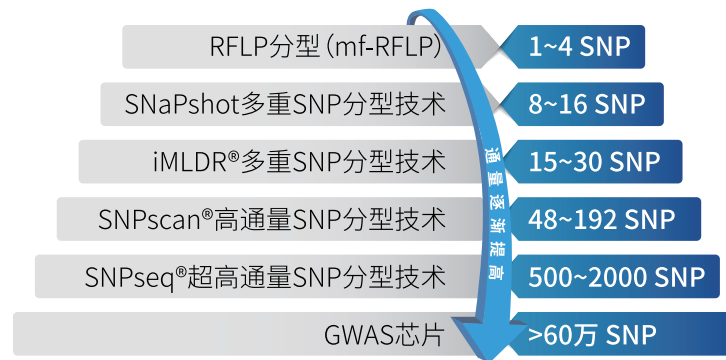 RFLP分型(mf-RFLP) 1~4 SNP
SNaPshot多重SNP分型技术 8~16 SNP
iMLDR®多重SNP分型技术 15~30 SNP
SNPscan®高通量SNP分型技术 48~192 SNP
SNPseq®超高通量SNP分型技术 500~2000 SNP
GWAS芯片 >60万 SNP
通量逐渐提高